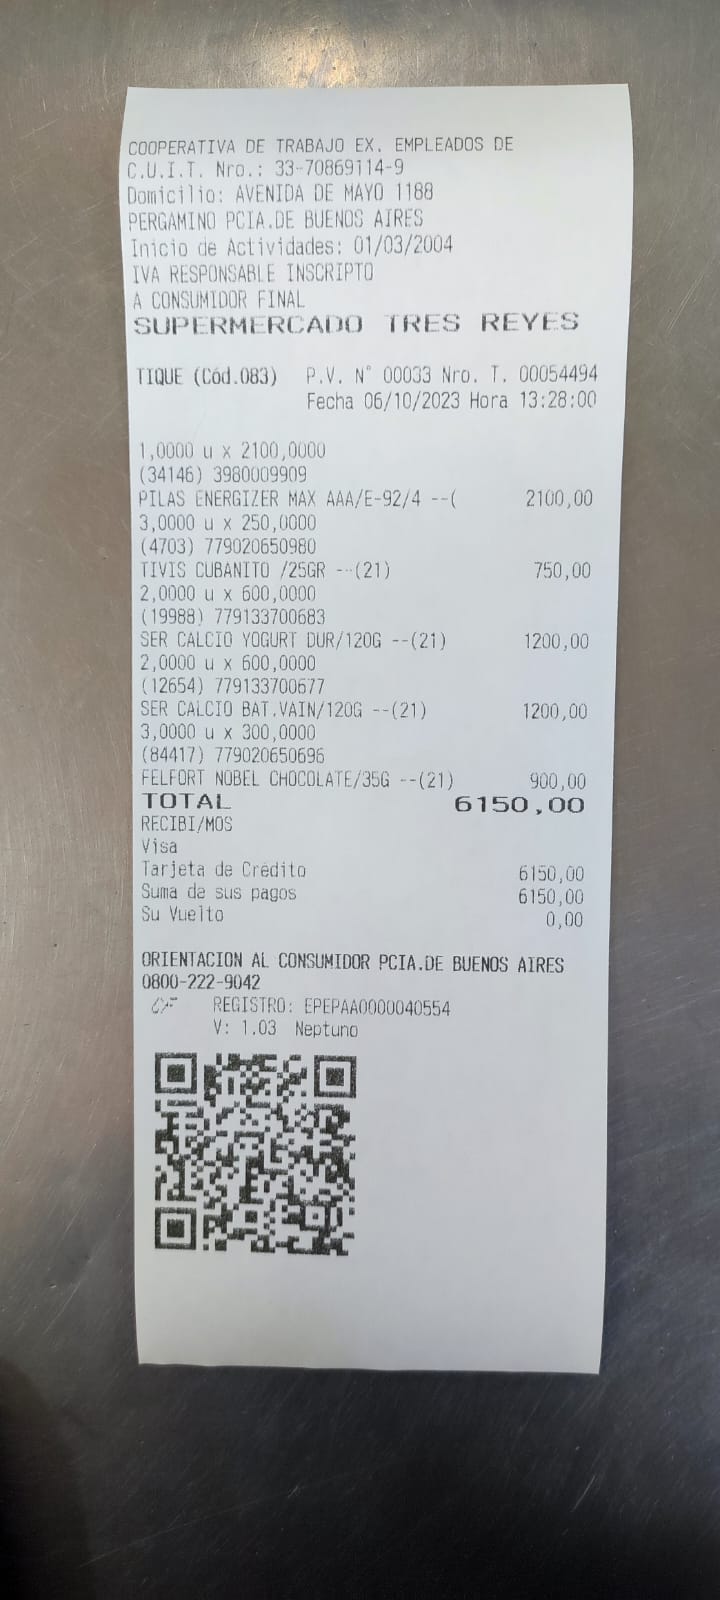 COOPERATIVA DE TRABAJO EX. EMPLEADOS DE
C.U.I.T. Nro.: 33-70869114-9
Domicilio: AVENIDA DE MAYO 1188
PERGAMINO PCIA.DE BUENOS AIRES
Inicio de Actividades: 01/03/2004
IVA RESPONSABLE INSCRIPTO
A CONSUMIDOR FINAL
SUPERMERCADO TRES REYES
TIQUE (Cód.083) P.V. N° 00033 Nro. T. 00054494
Fecha 06/10/2023 Hora 13:28:00
1,0000 u x 2100,0000
(34146) 3980009909
PILAS ENERGIZER MAX AAA/E-92/4 --( 2100,00
3,0000 u x 250,0000
(4703) 779020650980
TIVIS CUBANITO /25GR --(21) 750,00
2,0000 u x 600,0000
(19988) 779133700683
SER CALCIO YOGURT DUR/120G --(21) 1200,00
2,0000 u x 600,0000
(12654) 779133700677
SER CALCIO BAT.VAIN/120G --(21) 1200,00
3,0000 u x 300,0000
(84417) 779020650696
FELFORT NOBEL CHOCOLATE/35G --(21) 900,00
TOTAL 6150,00
RECIBI/MOS
Visa
Tarjeta de Crédito 6150,00
Suma de sus pagos 6150,00
Su Vuelto 0,00
ORIENTACION AL CONSUMIDOR PCIA.DE BUENOS AIRES
0800-222-9042
CF REGISTRO: EPEPAA0000040554
V: 1.03 Neptuno